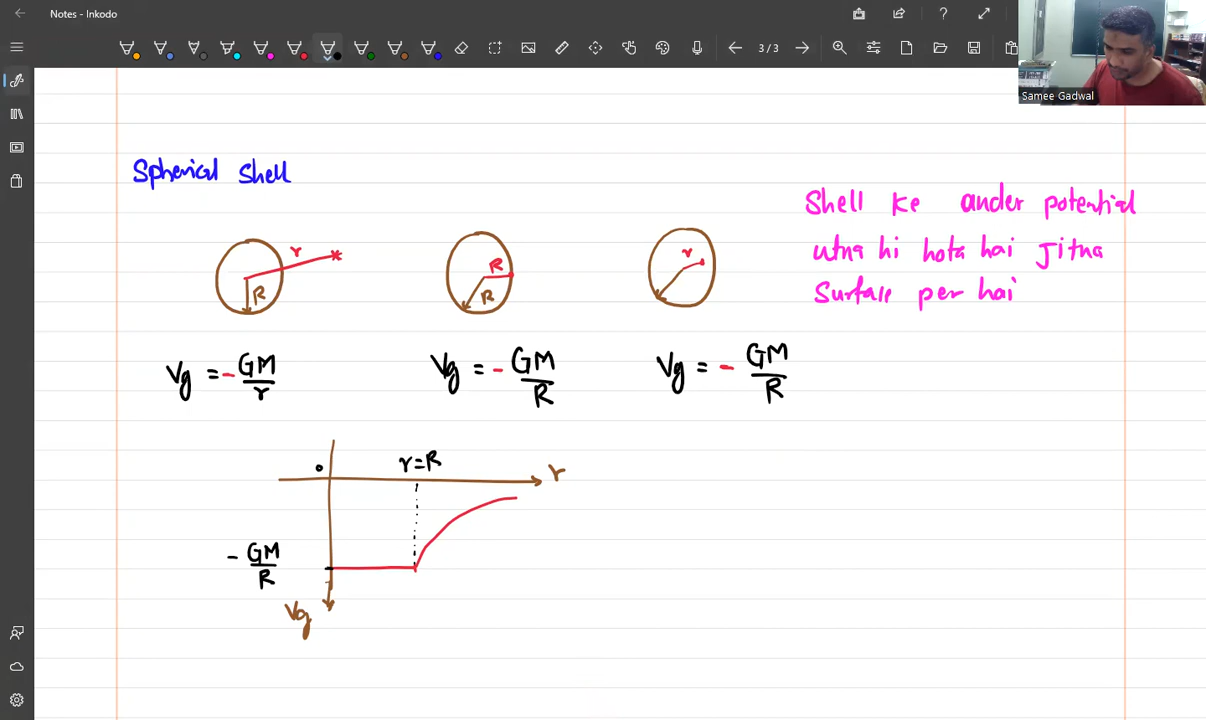 Notes - Inkodo
3/3
Samee Gadwal
Spherical Shell
Shell ke ander potential
utna hi hota hai Jitna
Surface per hai
r
R
R
R
r
Vg = - GM/r
Vg = - GM/R
Vg = - GM/R
0
r=R
r
- GM/R
Vg